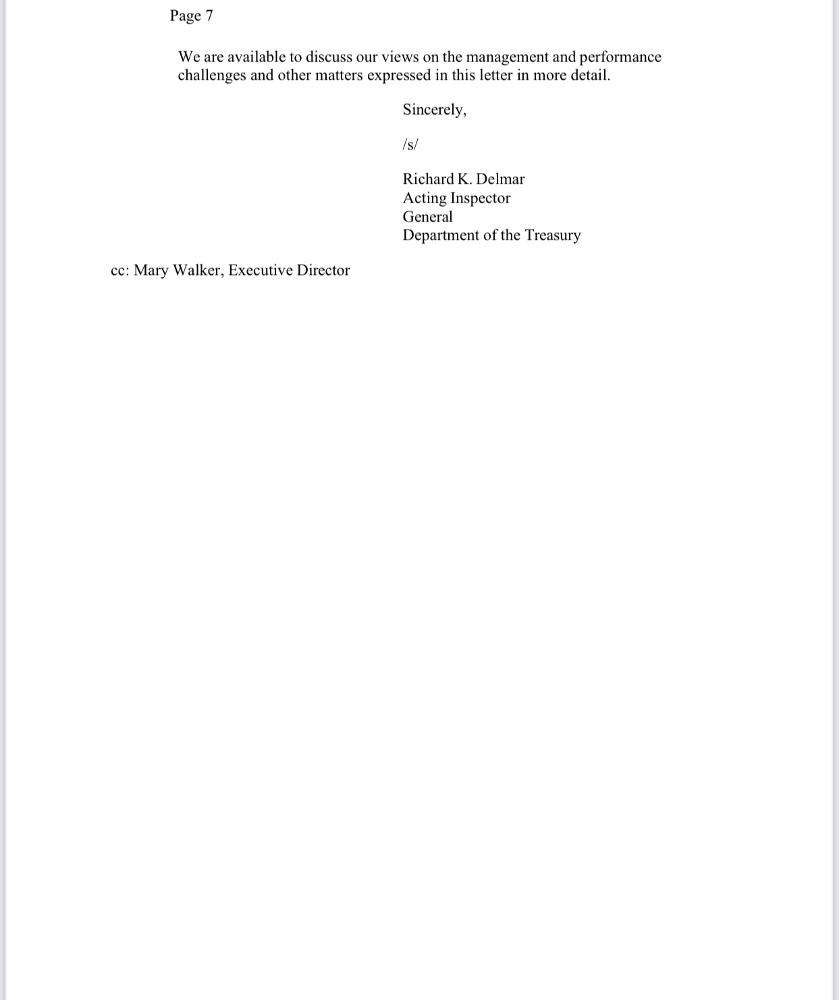 Page 7
We are available to discuss our views on the management and performance
challenges and other matters expressed in this letter in more detail.
Sincerely,
/s/
Richard K. Delmar
Acting Inspector
General
Department of the Treasury
cc: Mary Walker, Executive Director